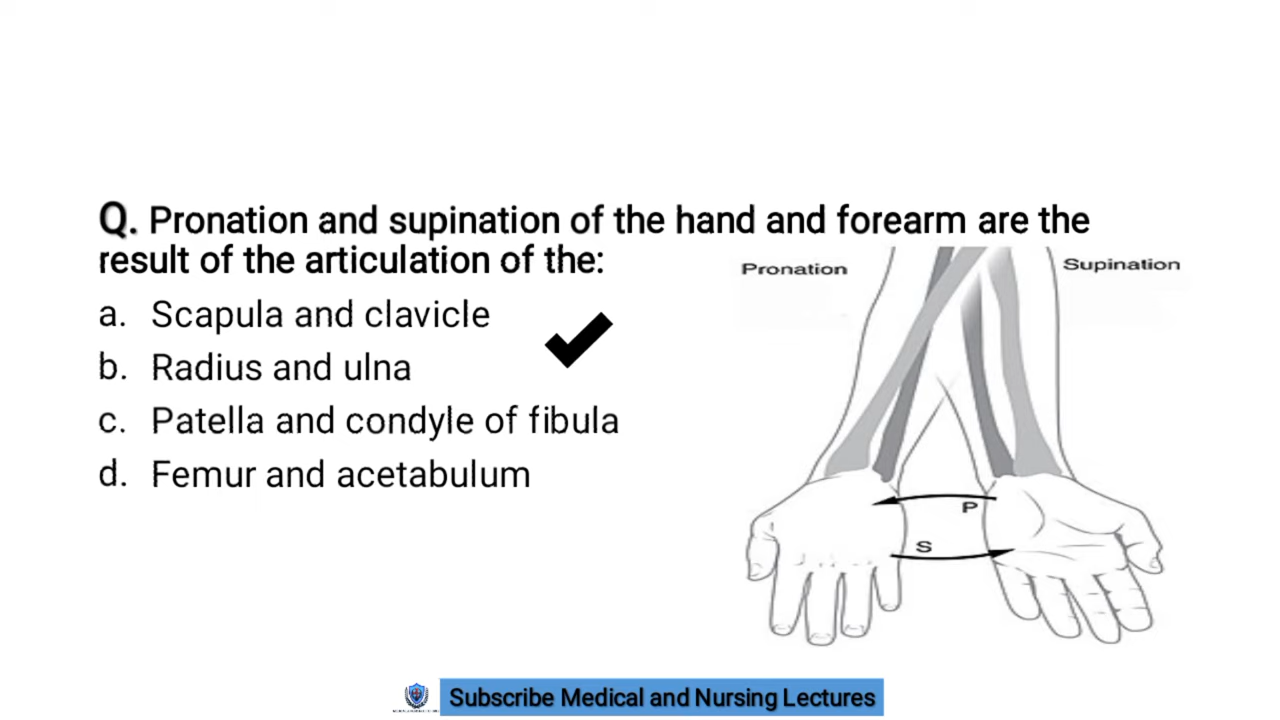 Q. Pronation and supination of the hand and forearm are the
result of the articulation of the:
Pronation
Supination
a. Scapula and clavicle
b. Radius and ulna
c. Patella and condyle of fibula
d. Femur and acetabulum
P
S
Subscribe Medical and Nursing Lectures